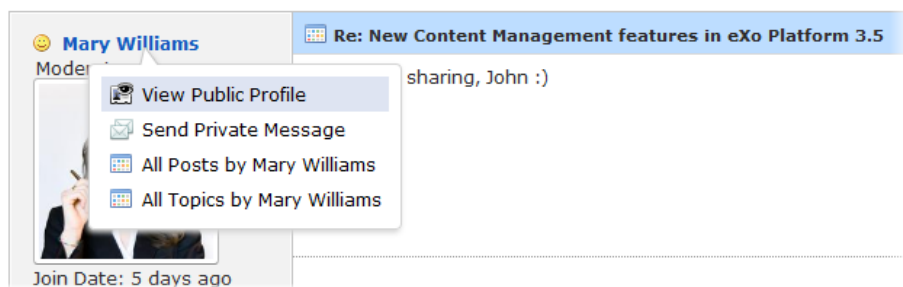 Mary Williams
Re: New Content Management features in eXo Platform 3.5
sharing, John :)
View Public Profile
Send Private Message
All Posts by Mary Williams
All Topics by Mary Williams
Join Date: 5 days ago